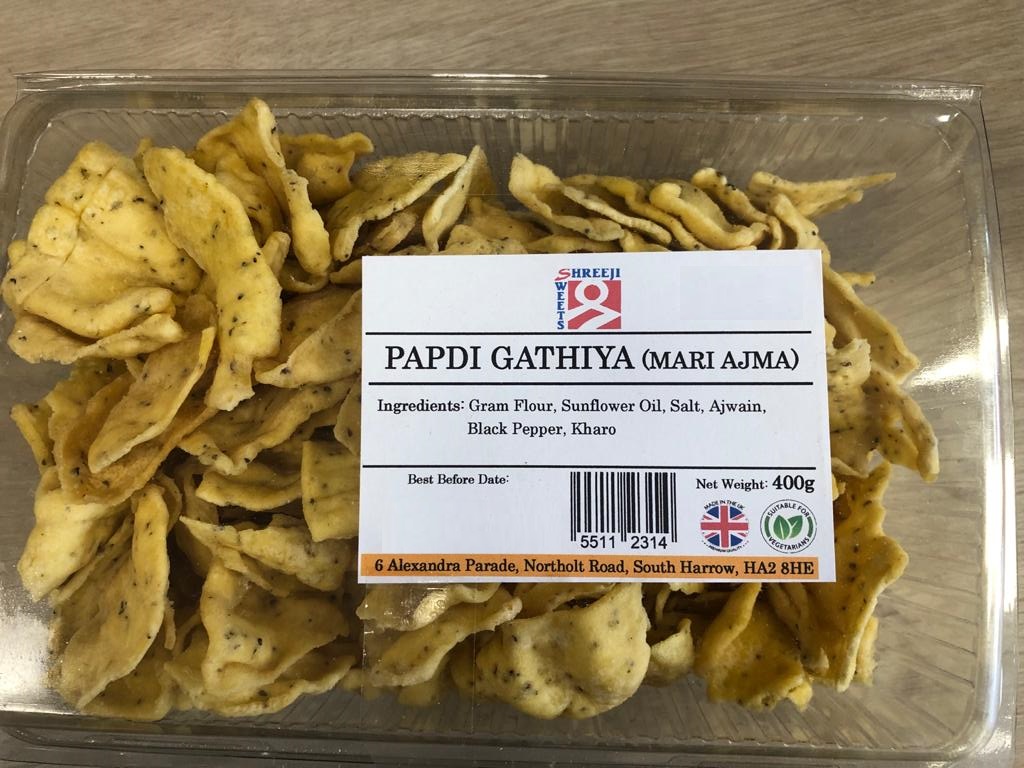 SHREEJI
SWEETS
PAPDI GATHIYA (MARI AJMA)
Ingredients: Gram Flour, Sunflower Oil, Salt, Ajwain,
Black Pepper, Kharo
Best Before Date:
Net Weight: 400g
5511 2314
MADE IN THE UK
PREMIUM QUALITY
SUITABLE FOR
VEGETARIANS
6 Alexandra Parade, Northolt Road, South Harrow, HA2 8HE